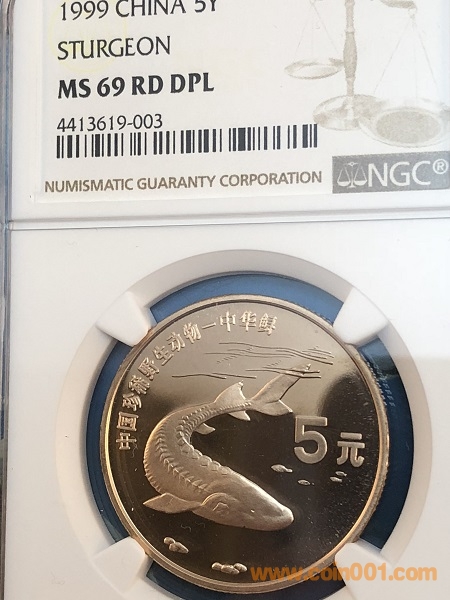 1999 CHINA 5Y
STURGEON
MS 69 RD DPL
4413619-003
NUMISMATIC GUARANTY CORPORATION
NGC®
中国珍稀野生动物－中华鲟
5元
www.coin001.com